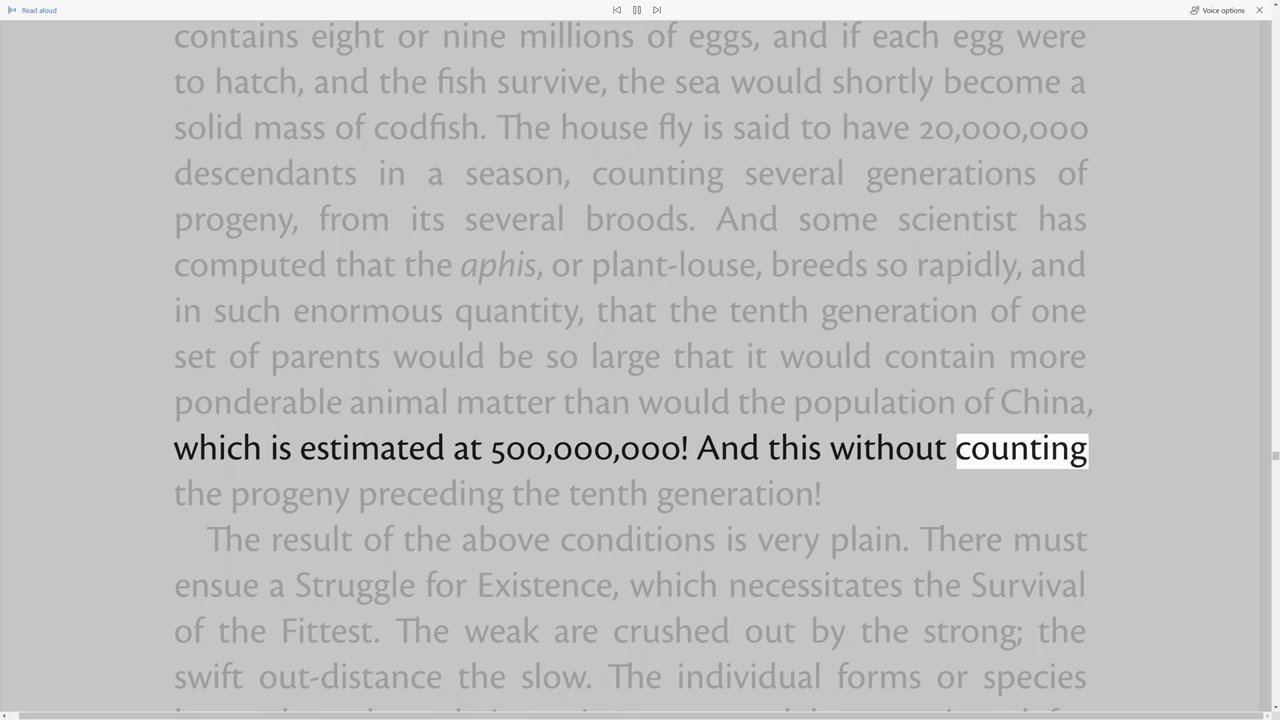 Read aloud
Voice options
contains eight or nine millions of eggs, and if each egg were
to hatch, and the fish survive, the sea would shortly become a
solid mass of codfish. The house fly is said to have 20,000,000
descendants in a season, counting several generations of
progeny, from its several broods. And some scientist has
computed that the aphis, or plant-louse, breeds so rapidly, and
in such enormous quantity, that the tenth generation of one
set of parents would be so large that it would contain more
ponderable animal matter than would the population of China,
which is estimated at 500,000,000! And this without counting
the progeny preceding the tenth generation!
The result of the above conditions is very plain. There must
ensue a Struggle for Existence, which necessitates the Survival
of the Fittest. The weak are crushed out by the strong; the
swift out-distance the slow. The individual forms or species